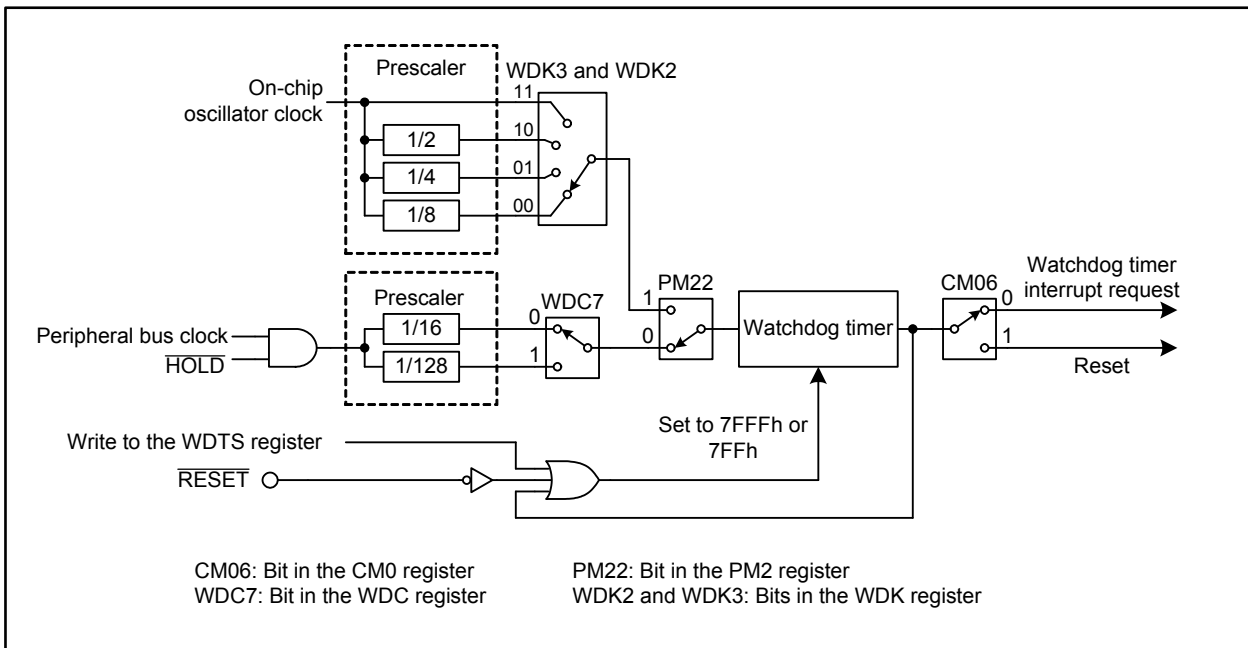 Prescaler
WDK3 and WDK2
On-chip
oscillator clock
11
1/2
10
1/4
01
1/8
00
Prescaler
WDC7
PM22
CM06
Watchdog timer
interrupt request
1
0
0
1
Peripheral bus clock
HOLD
1/16
0
1/128
1
Watchdog timer
Reset
Set to 7FFFh or
7FFh
Write to the WDTS register
RESET
CM06: Bit in the CM0 register
PM22: Bit in the PM2 register
WDC7: Bit in the WDC register
WDK2 and WDK3: Bits in the WDK register